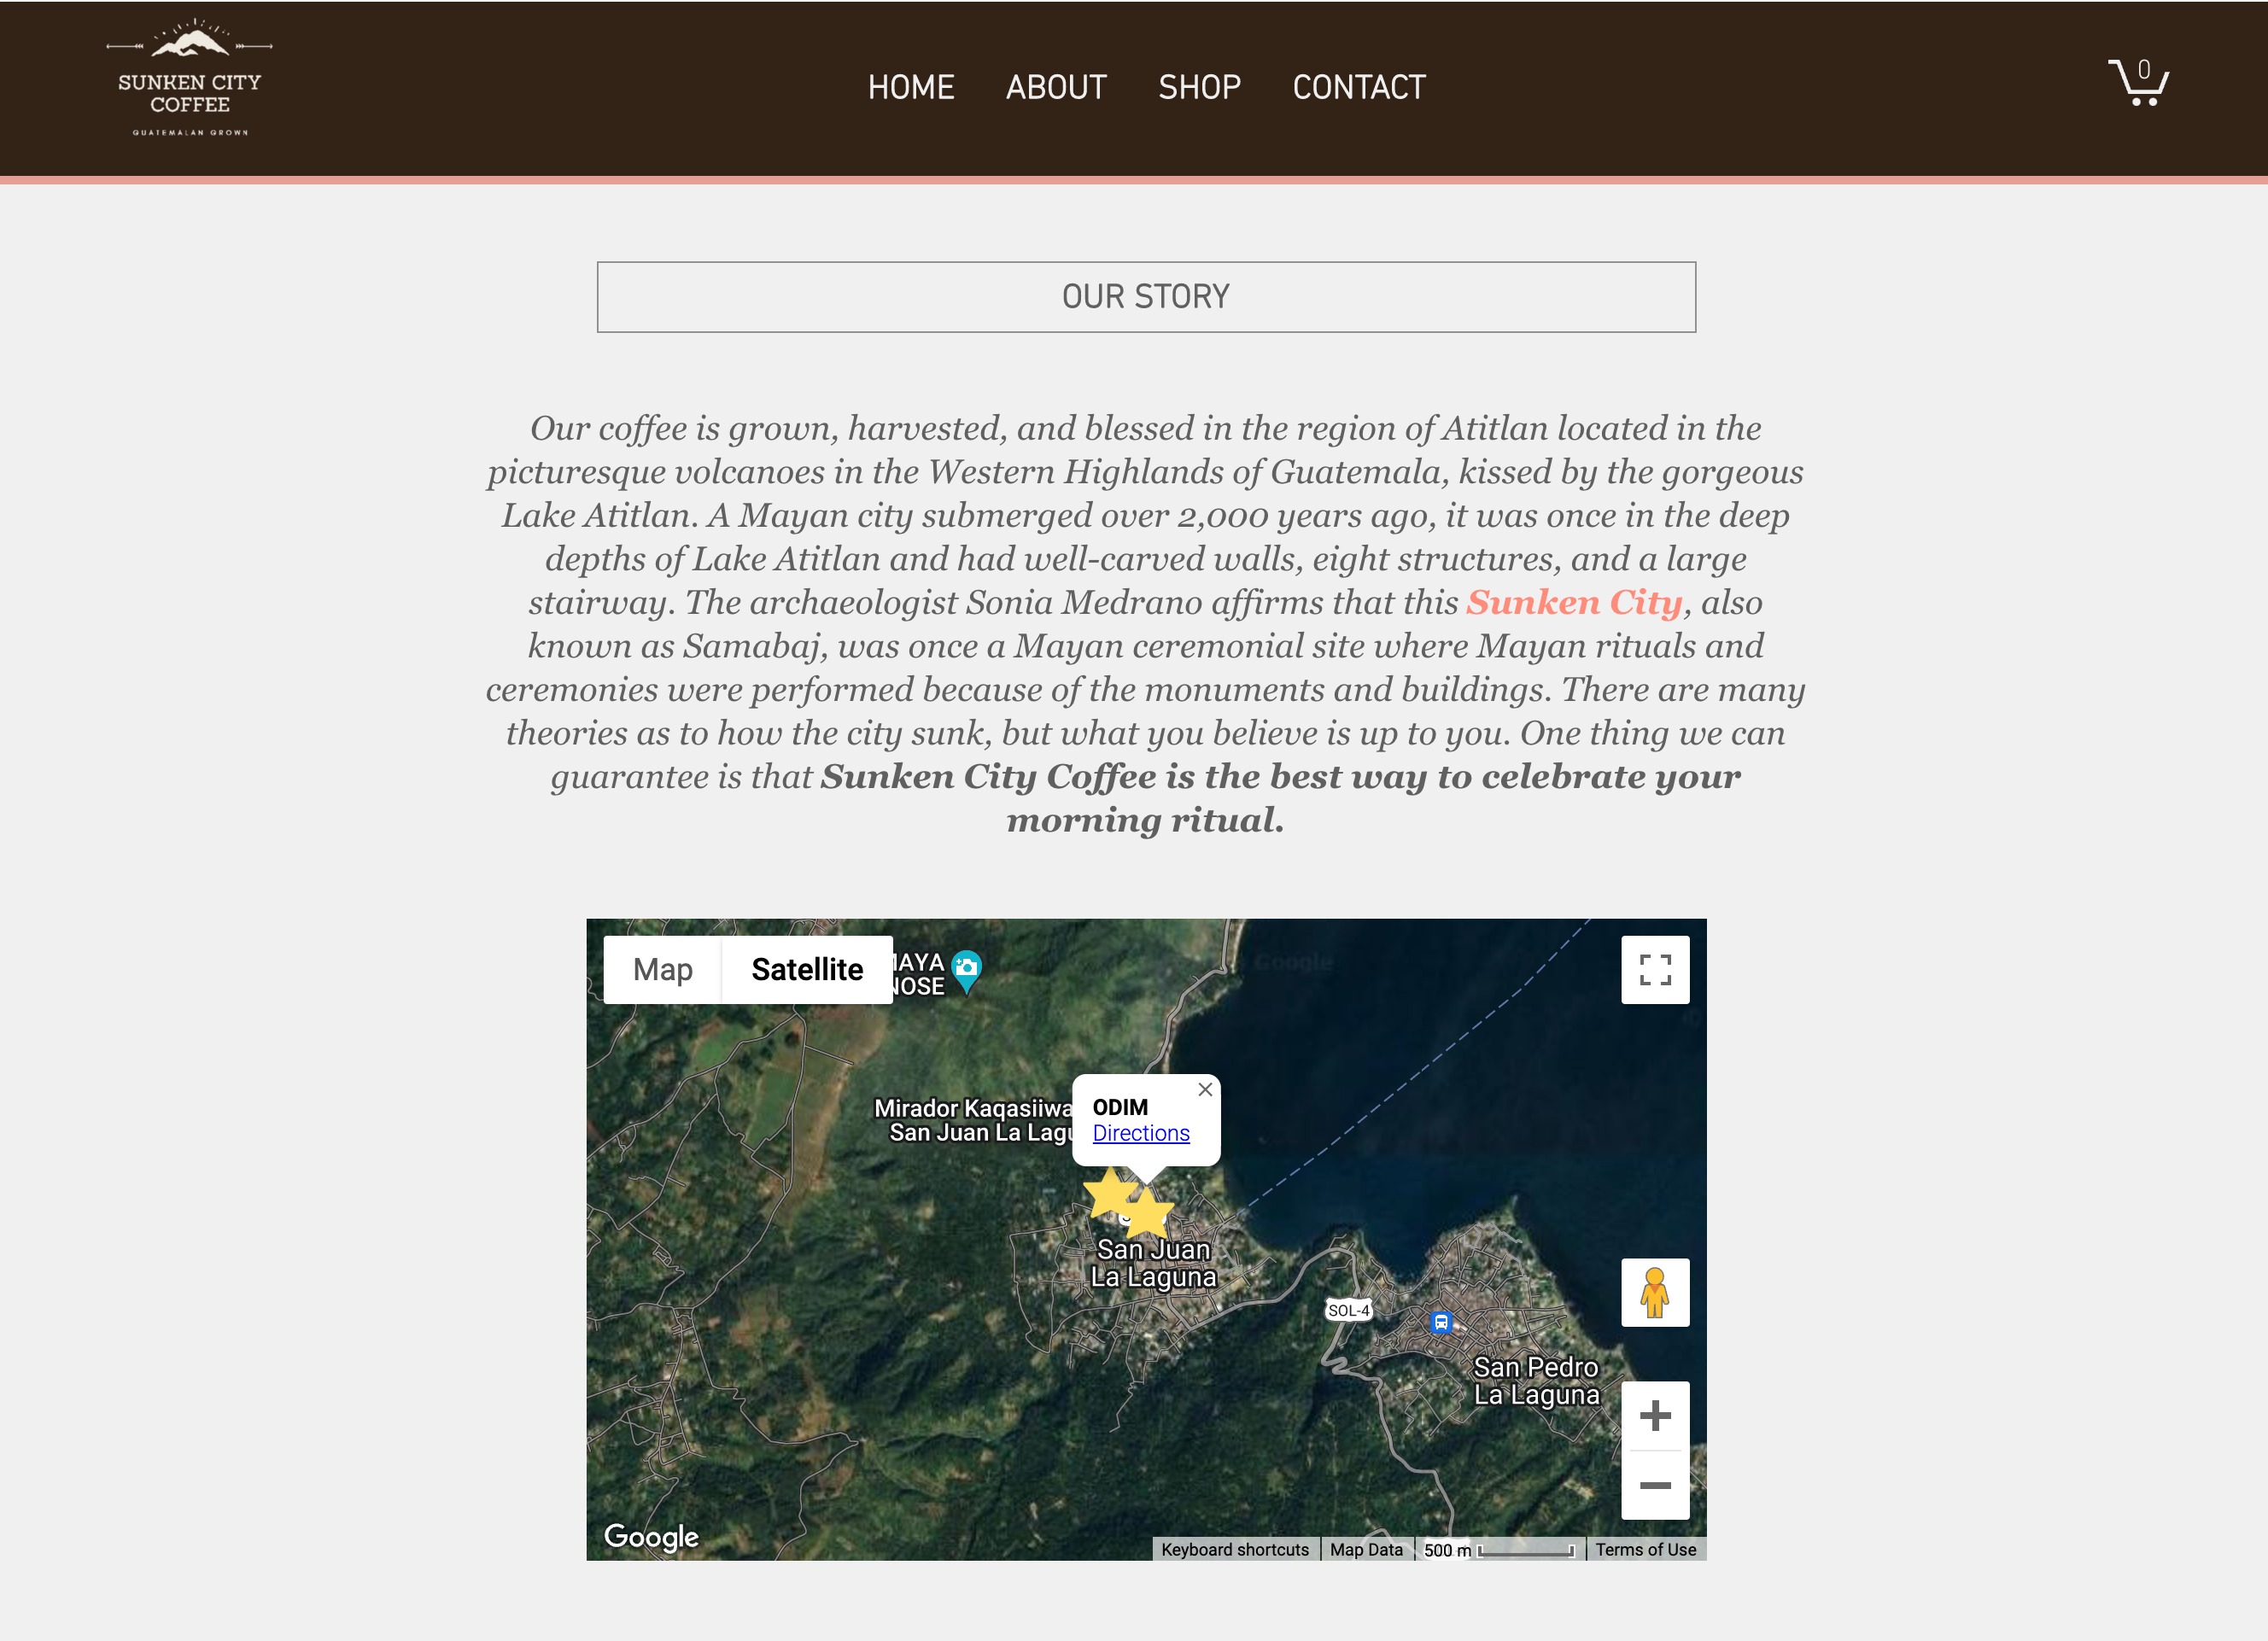 SUNKEN CITY
COFFEE
GUATEMALAN GROWN
HOME ABOUT SHOP CONTACT
0
OUR STORY
Our coffee is grown, harvested, and blessed in the region of Atitlan located in the
picturesque volcanoes in the Western Highlands of Guatemala, kissed by the gorgeous
Lake Atitlan. A Mayan city submerged over 2,000 years ago, it was once in the deep
depths of Lake Atitlan and had well-carved walls, eight structures, and a large
stairway. The archaeologist Sonia Medrano affirms that this Sunken City, also
known as Samabaj, was once a Mayan ceremonial site where Mayan rituals and
ceremonies were performed because of the monuments and buildings. There are many
theories as to how the city sunk, but what you believe is up to you. One thing we can
guarantee is that Sunken City Coffee is the best way to celebrate your
morning ritual.
Map Satellite
NOSE
Google
Mirador Kaqasiiwa
San Juan La Lagu
ODIM
Directions
San Juan
La Laguna
SOL-4
San Pedro
La Laguna
Google
Keyboard shortcuts Map Data 500 m Terms of Use